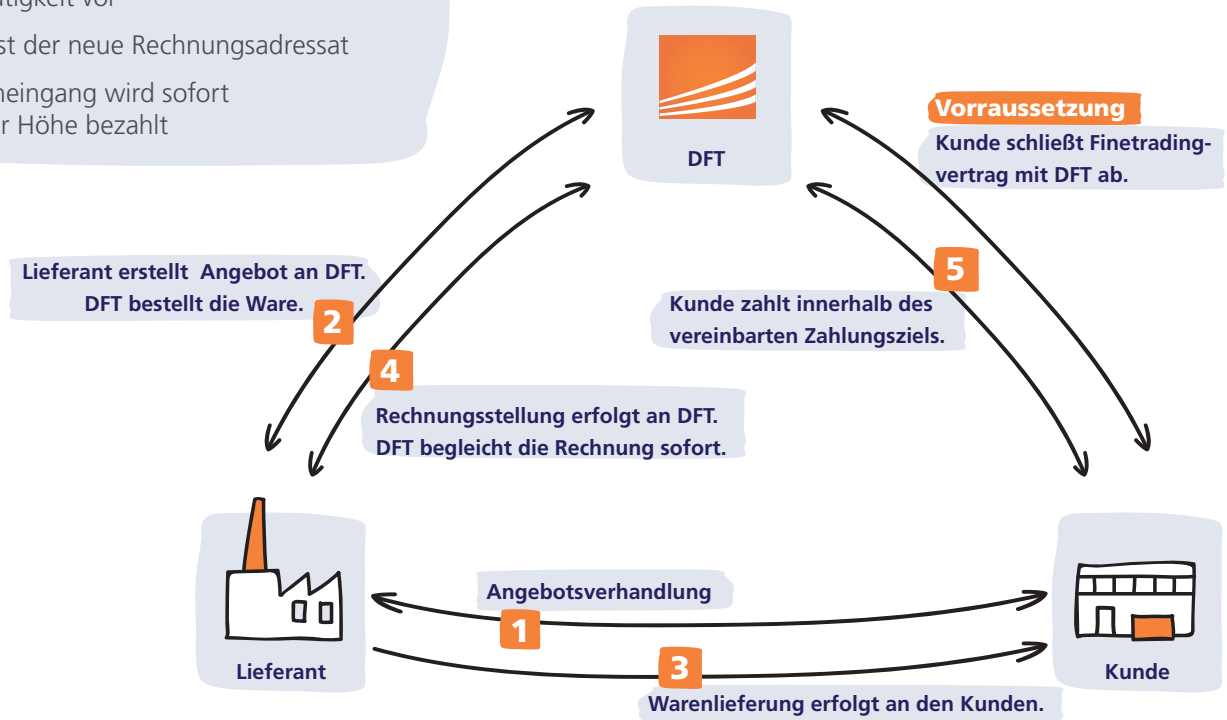 st der neue Rechnungsadressat
wird sofort
Höhe bezahlt
DFT
Vorraussetzung
Kunde schließt Finetrading-
vertrag mit DFT ab.
Lieferant erstellt Angebot an DFT.
DFT bestellt die Ware.
2
5
Kunde zahlt innerhalb des
vereinbarten Zahlungsziels.
4
Rechnungsstellung erfolgt an DFT.
DFT begleicht die Rechnung sofort.
Angebotsverhandlung
1
Lieferant
3
Kunde
Warenlieferung erfolgt an den Kunden.